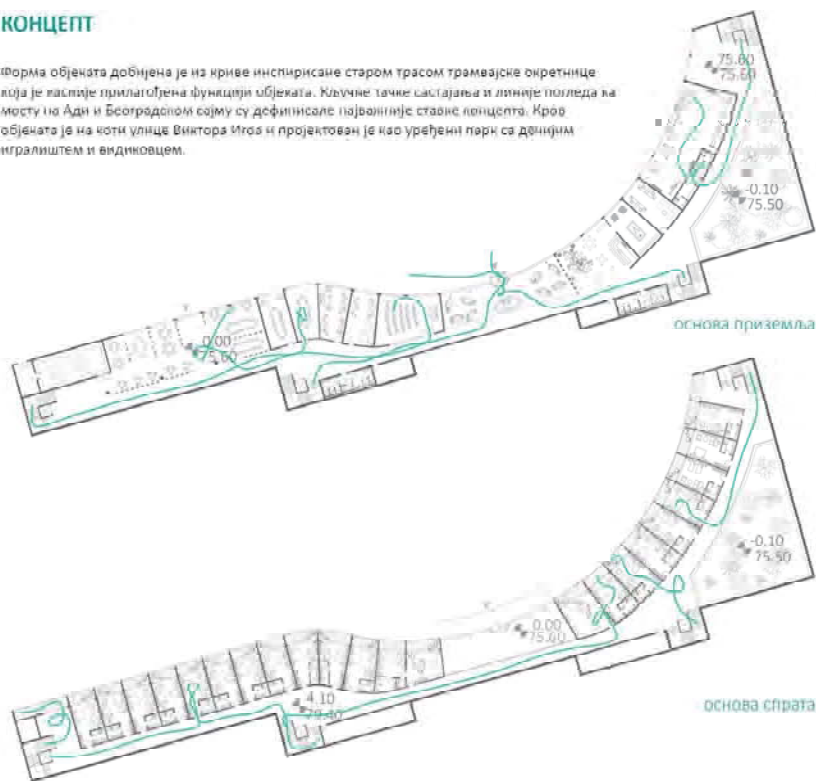 КОНЦЕПТ
Форма објеката добијена је из криве инспирисане старом трасом трамвајске окретнице
која је касније прилагођена функцији објеката. Кључне тачке састајања и линије погледа ка
мосту на Ади и Београдском сајму су дефинисале најважније ставке концепта. Кров
објеката је на коти улице Виктора Игоа и пројектован је као уређени парк са дечијим
игралиштем и видиковцем.
75.60
-0.10
75.50
0.00
75.60
основа приземља
-0.10
75.50
0.00
75.60
4.10
79.40
основа спрата